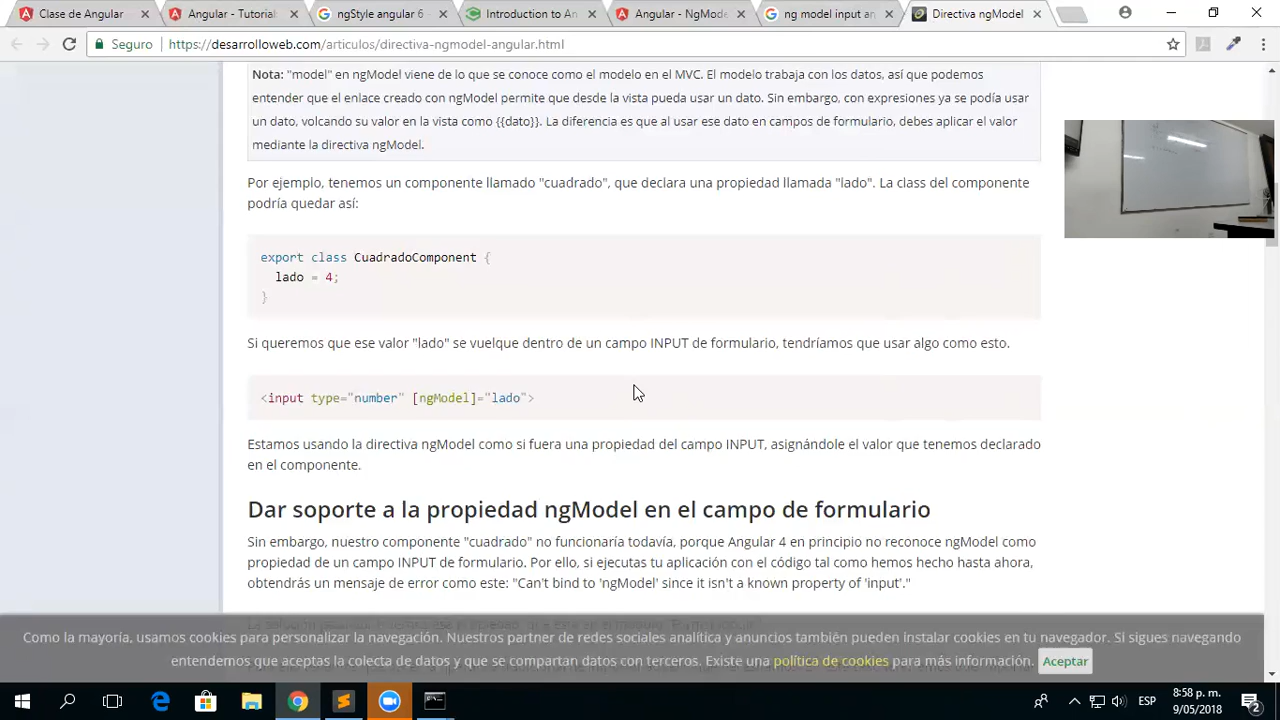 Clase de Angular
Angular - Tutorial
ngStyle angular 6
Introduction to An
Angular - NgMode
ng model input an
Directiva ngModel
Seguro
https://desarrolloweb.com/articulos/directiva-ngmodel-angular.html
Nota: "model" en ngModel viene de lo que se conoce como el modelo en el MVC. El modelo trabaja con los datos, así que podemos
entender que el enlace creado con ngModel permite que desde la vista pueda usar un dato. Sin embargo, con expresiones ya se podía usar
un dato, volcando su valor en la vista como {{dato}}. La diferencia es que al usar ese dato en campos de formulario, debes aplicar el valor
mediante la directiva ngModel.
Por ejemplo, tenemos un componente llamado "cuadrado", que declara una propiedad llamada "lado". La class del componente
podría quedar así:
export class CuadradoComponent {
lado = 4;
}
Si queremos que ese valor "lado" se vuelque dentro de un campo INPUT de formulario, tendríamos que usar algo como esto.
<input type="number" [ngModel]="lado">
Estamos usando la directiva ngModel como si fuera una propiedad del campo INPUT, asignándole el valor que tenemos declarado
en el componente.
Dar soporte a la propiedad ngModel en el campo de formulario
Sin embargo, nuestro componente "cuadrado" no funcionaría todavía, porque Angular 4 en principio no reconoce ngModel como
propiedad de un campo INPUT de formulario. Por ello, si ejecutas tu aplicación con el código tal como hemos hecho hasta ahora,
obtendrás un mensaje de error como este: "Can't bind to 'ngModel' since it isn't a known property of 'input'."
Como la mayoría, usamos cookies para personalizar la navegación. Nuestros partner de redes sociales analítica y anuncios también pueden instalar cookies en tu navegador. Si sigues navegando
entendemos que aceptas la colecta de datos y que se compartan datos con terceros. Existe una política de cookies para más información. Aceptar
ESP
8:58 p. m.
9/05/2018
2